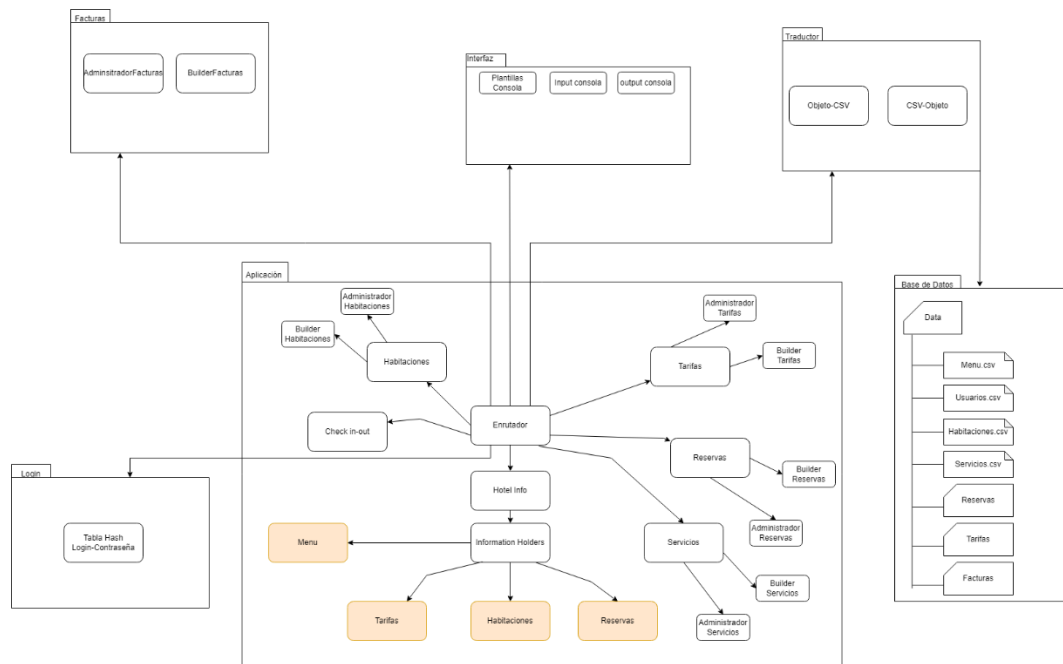 Facturas
AdminsitradorFacturas
BuilderFacturas
Interfaz
Plantillas
Consola
Input consola
output consola
Traductor
Objeto-CSV
CSV-Objeto
Aplicación
Administrador
Habitaciones
Builder
Habitaciones
Habitaciones
Check in-out
Administrador
Tarifas
Builder
Tarifas
Tarifas
Enrutador
Reservas
Builder
Reservas
Administrador
Reservas
Hotel Info
Information Holders
Menu
Tarifas
Habitaciones
Reservas
Servicios
Builder
Servicios
Administrador
Servicios
Login
Tabla Hash
Login-Contraseña
Base de Datos
Data
Menu.csv
Usuarios.csv
Habitaciones.csv
Servicios.csv
Reservas
Tarifas
Facturas